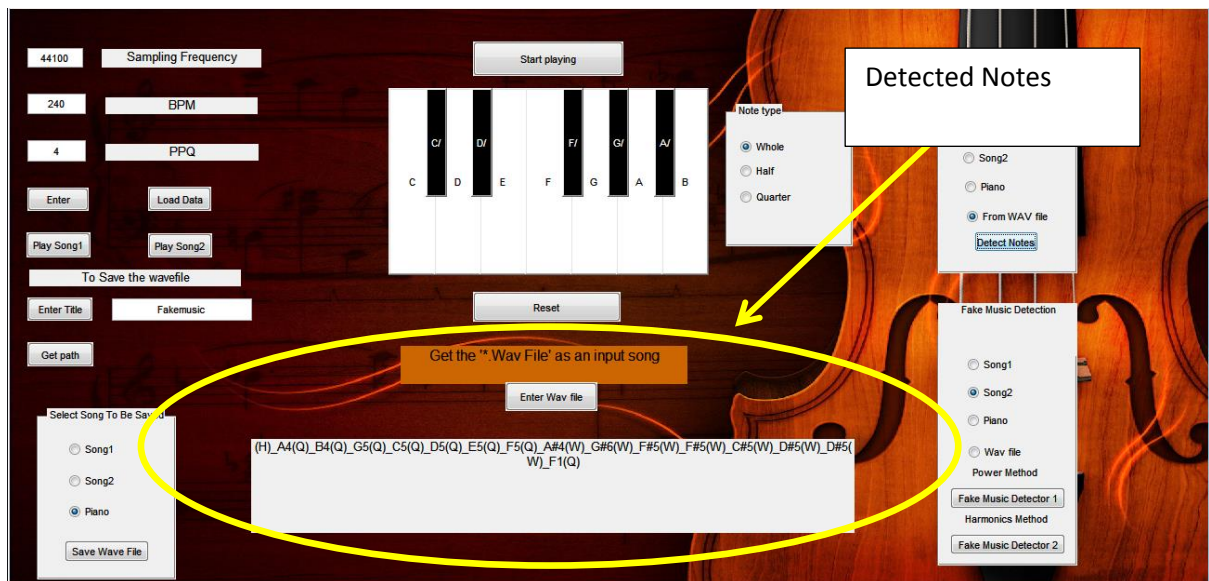 44100
Sampling Frequency
240
BPM
4
PPQ
Enter
Load Data
Play Song1
Play Song2
To Save the wavefile
Enter Title
Fakemusic
Get path
Select Song To Be Saved
Song1
Song2
Piano
Save Wave File
Start playing
C/
D/
F/
G/
A/
C
D
E
F
G
A
B
Reset
Get the '*.Wav File' as an input song
Enter Wav file
(H)_A4(Q)_B4(Q)_G5(Q)_C5(Q)_D5(Q)_E5(Q)_F5(Q)_A#4(W)_G#6(W)_F#5(W)_F#5(W)_C#5(W)_D#5(W)_D#5(
W)_F1(Q)
Note type
Whole
Half
Quarter
Detected Notes
Song2
Piano
From WAV file
Detect Notes
Fake Music Detection
Song1
Song2
Piano
Wav file
Power Method
Fake Music Detector 1
Harmonics Method
Fake Music Detector 2